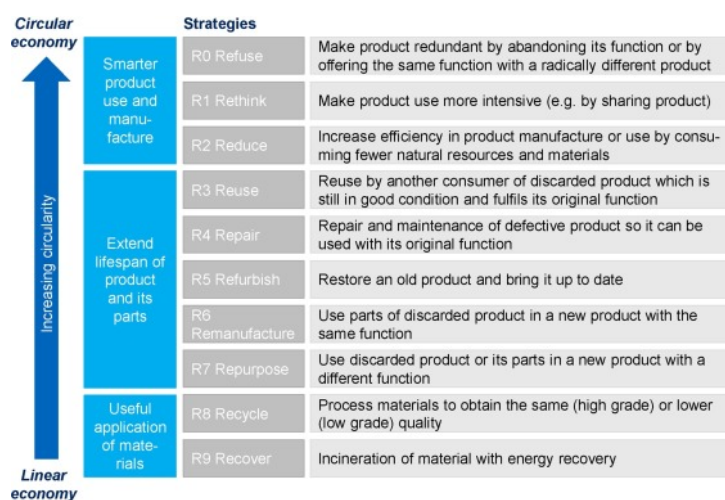 Circular
economy
Strategies
Smarter
product
use and
manu-
facture
R0 Refuse
Make product redundant by abandoning its function or by
offering the same function with a radically different product
R1 Rethink
Make product use more intensive (e.g. by sharing product)
R2 Reduce
Increase efficiency in product manufacture or use by consu-
ming fewer natural resources and materials
Increasing circularity
Extend
lifespan of
product
and its
parts
R3 Reuse
Reuse by another consumer of discarded product which is
still in good condition and fulfils its original function
R4 Repair
Repair and maintenance of defective product so it can be
used with its original function
R5 Refurbish
Restore an old product and bring it up to date
R6
Remanufacture
Use parts of discarded product in a new product with the
same function
R7 Repurpose
Use discarded product or its parts in a new product with a
different function
Useful
application
of mate-
rials
R8 Recycle
Process materials to obtain the same (high grade) or lower
(low grade) quality
R9 Recover
Incineration of material with energy recovery
Linear
economy